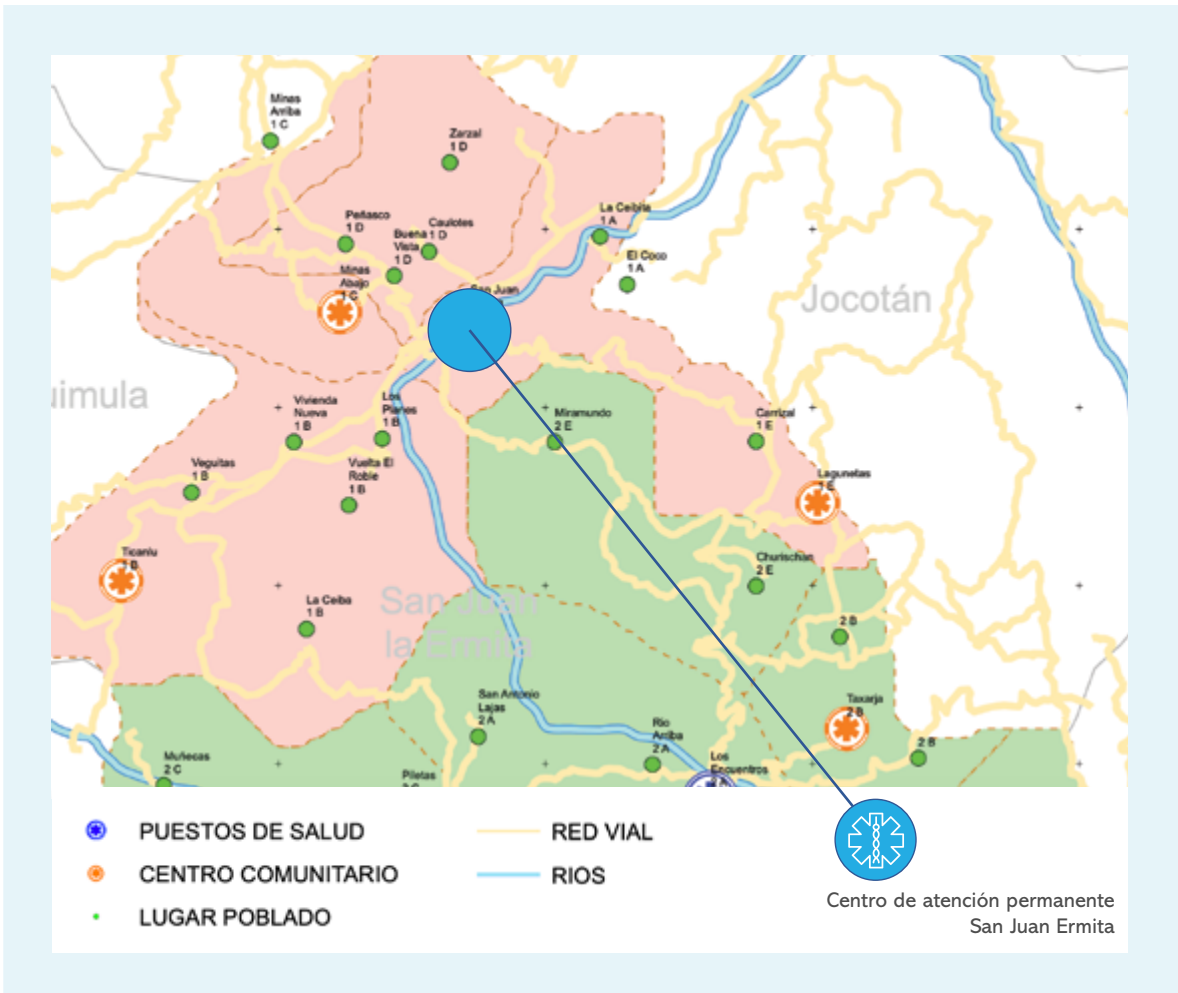 Minas
Arriba
1 C
Zarzal
1 D
Peñasco
1 D
Caulotes
1 D
Buena
Vista
1 D
La Ceibita
1 A
El Coco
1 A
Minas
Abajo
1 C
San Juan
Jocotán
uimula
Vivienda
Nueva
1 B
Los
Planes
1 B
Miramundo
2 E
Carrizal
1 E
Veguitas
1 B
Vuelta El
Roble
1 B
Lagunetas
1 E
Ticanlu
1 B
Churischan
2 E
La Ceiba
1 B
San Juan
la Ermita
2 B
San Antonio
Lajas
2 A
Taxarja
2 B
Rio
Arriba
2 A
2 B
Muñecas
2 C
Piletas
Los
Encuentros
PUESTOS DE SALUD
CENTRO COMUNITARIO
LUGAR POBLADO
RED VIAL
RIOS
Centro de atención permanente
San Juan Ermita